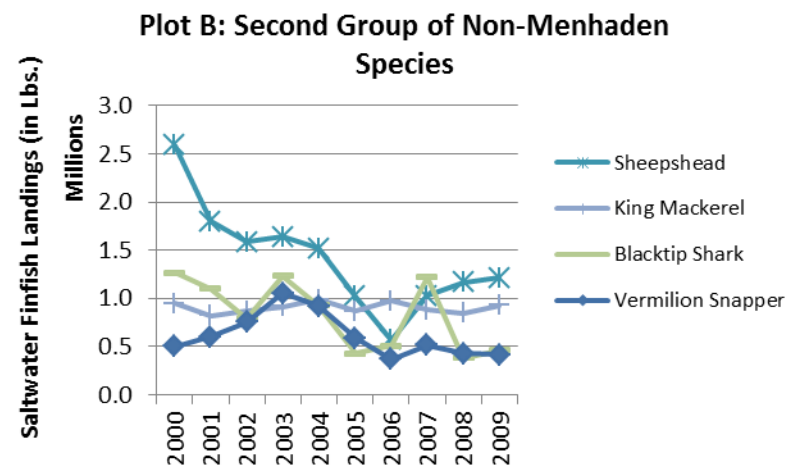 Plot B: Second Group of Non-Menhaden
Species
Saltwater Finfish Landings (in Lbs.)
Millions
3.0
2.5
2.0
1.5
1.0
0.5
0.0
2000
2001
2002
2003
2004
2005
2006
2007
2008
2009
Sheepshead
King Mackerel
Blacktip Shark
Vermilion Snapper